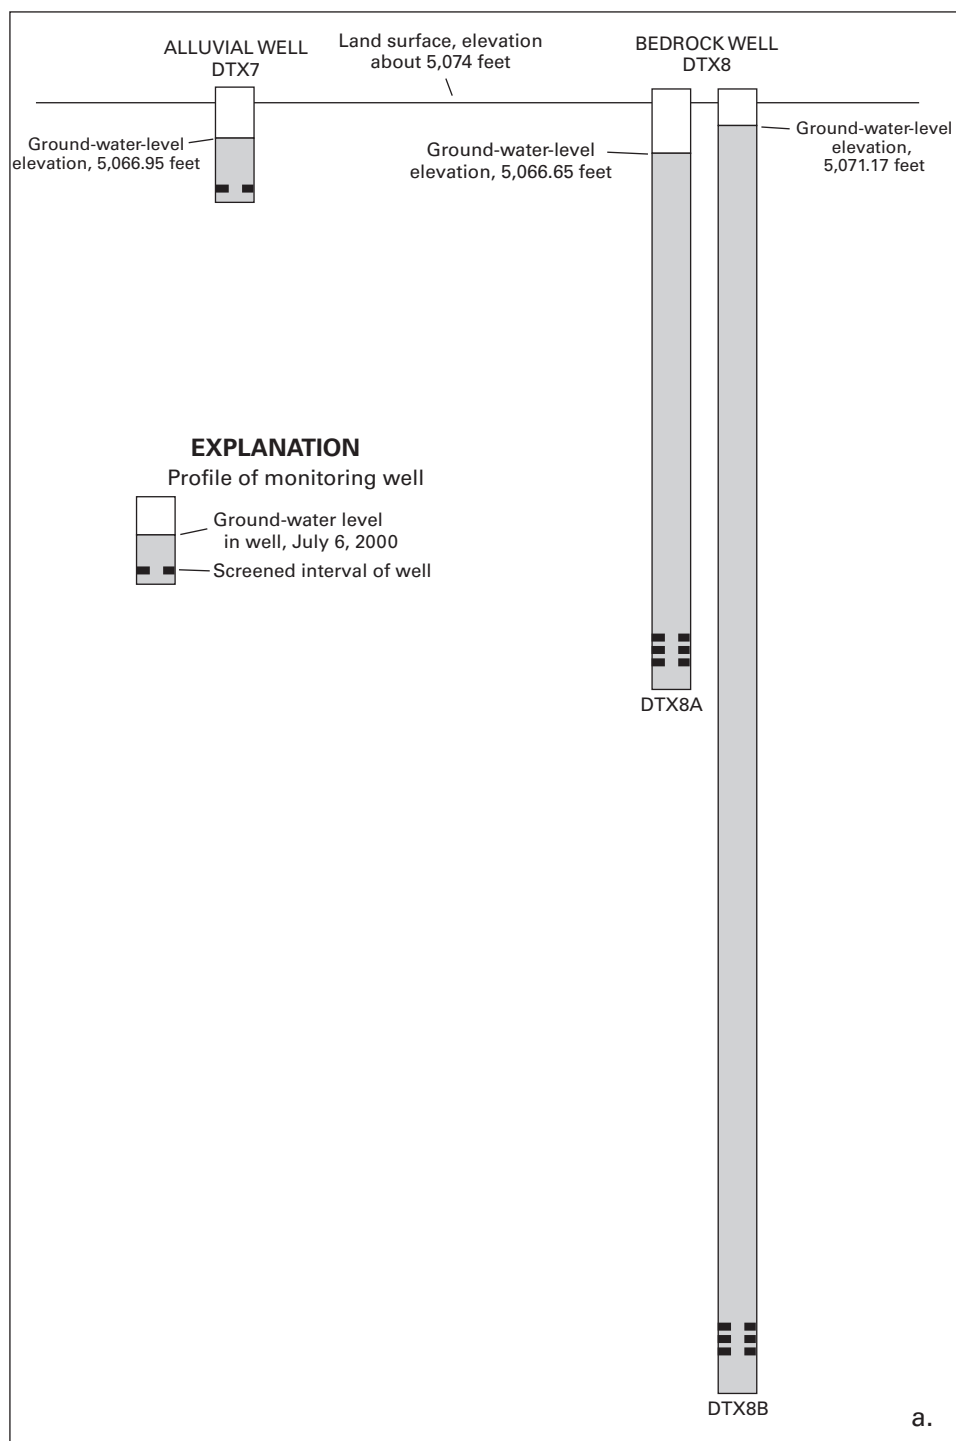 ALLUVIAL WELL
DTX7
Land surface, elevation
about 5,074 feet
BEDROCK WELL
DTX8
Ground-water-level
elevation, 5,066.95 feet
Ground-water-level
elevation, 5,066.65 feet
Ground-water-level
elevation,
5,071.17 feet
EXPLANATION
Profile of monitoring well
Ground-water level
in well, July 6, 2000
Screened interval of well
DTX8A
DTX8B
a.